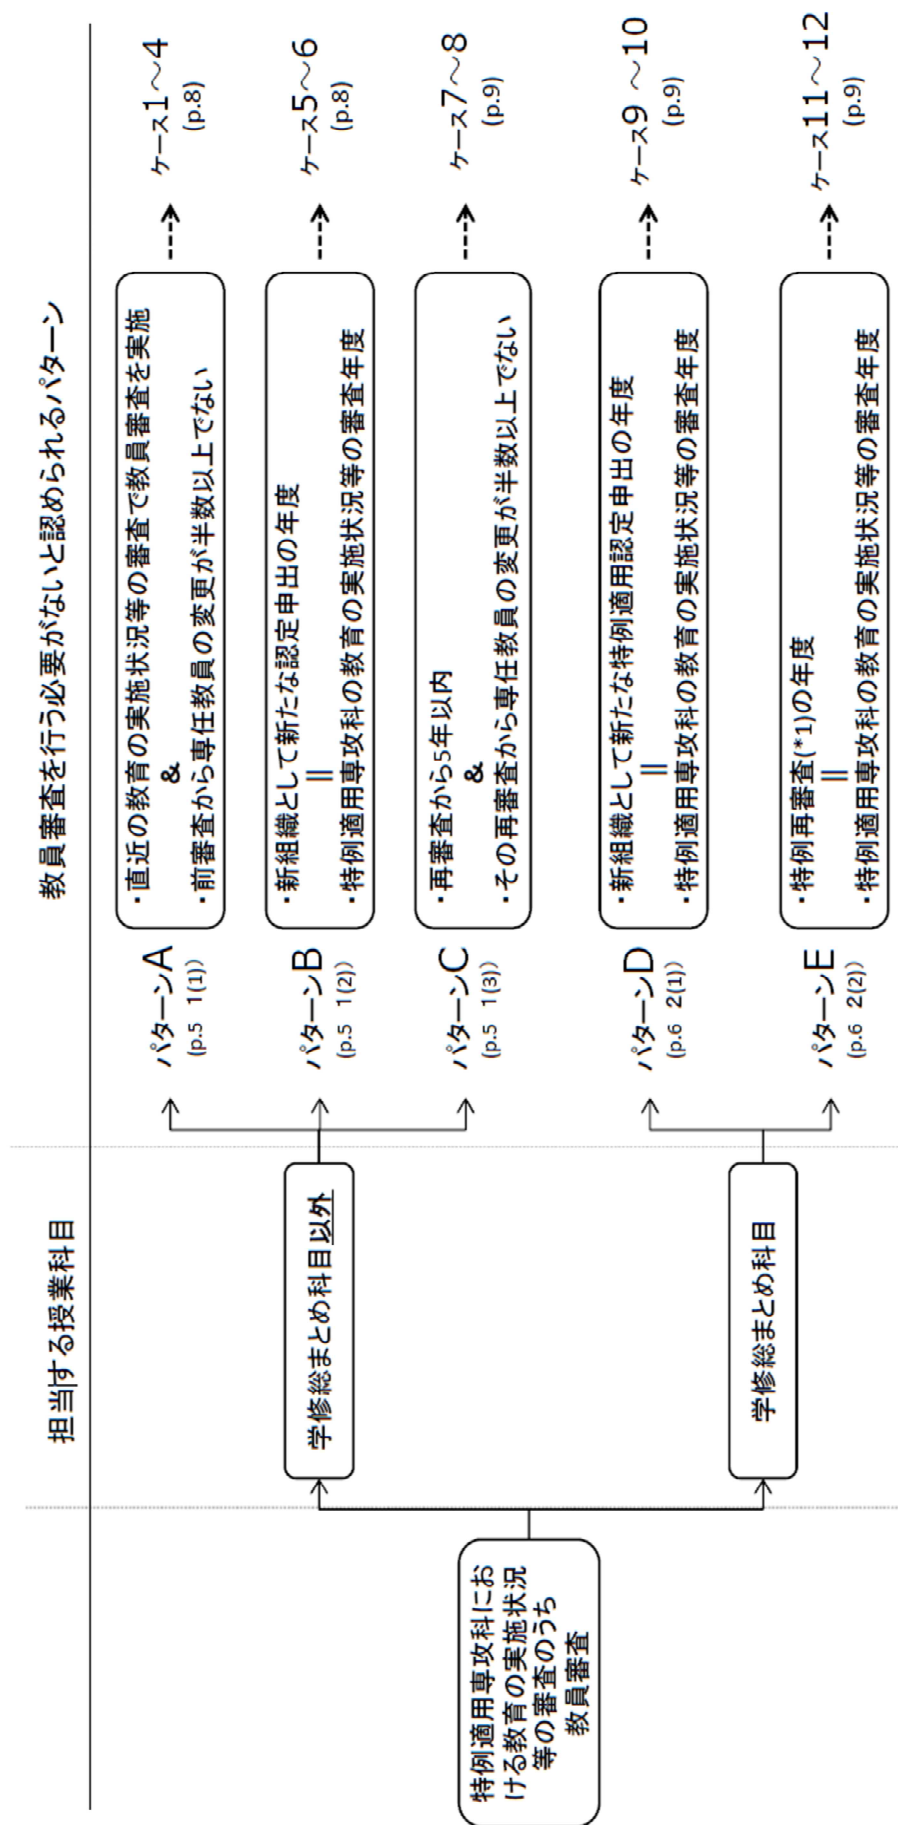 担当する授業科目
教員審査を行う必要がないと認められるパターン
特例適用専攻科にお
ける教育の実施状況
等の審査のうち
教員審査
学修総まとめ科目以外
パターンA
(p.5 1(1))
・直近の教育の実施状況等の審査で教員審査を実施
&
・前審査から専任教員の変更が半数以上でない
ケース1～4
(p.8)
パターンB
(p.5 1(2))
・新組織として新たな認定申出の年度
||
・特例適用専攻科の教育の実施状況等の審査年度
ケース5～6
(p.8)
パターンC
(p.5 1(3))
・再審査から5年以内
&
・その再審査から専任教員の変更が半数以上でない
ケース7～8
(p.9)
学修総まとめ科目
パターンD
(p.6 2(1))
・新組織として新たな特例適用認定申出の年度
||
・特例適用専攻科の教育の実施状況等の審査年度
ケース9 ～10
(p.9)
パターンE
(p.6 2(2))
・特例再審査(*1)の年度
||
・特例適用専攻科の教育の実施状況等の審査年度
ケース11～12
(p.9)